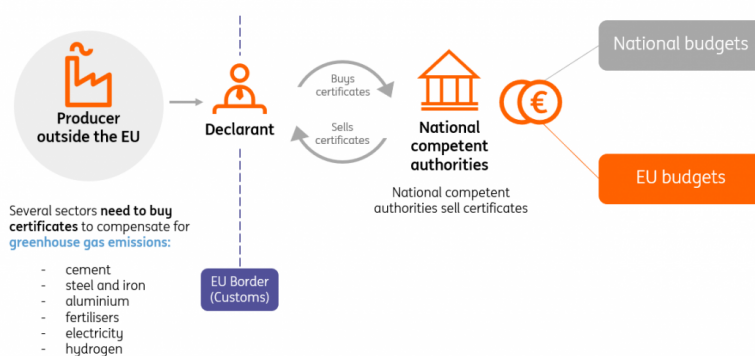 Producer
outside the EU
Declarant
Buys
certificates
Sells
certificates
National
competent
authorities
National competent
authorities sell certificates
€
National budgets
EU budgets
Several sectors need to buy
certificates to compensate for
greenhouse gas emissions:
- cement
- steel and iron
- aluminium
- fertilisers
- electricity
- hydrogen
EU Border
(Customs)